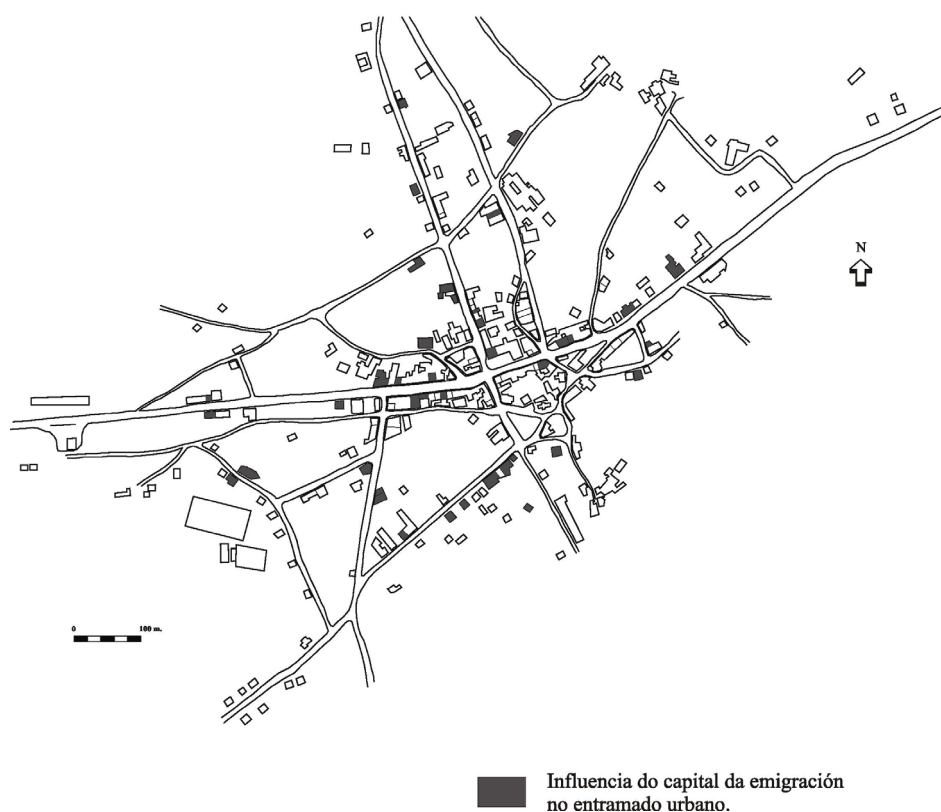 N
0 100 m.
Influencia do capital da emigración
no entramado urbano.